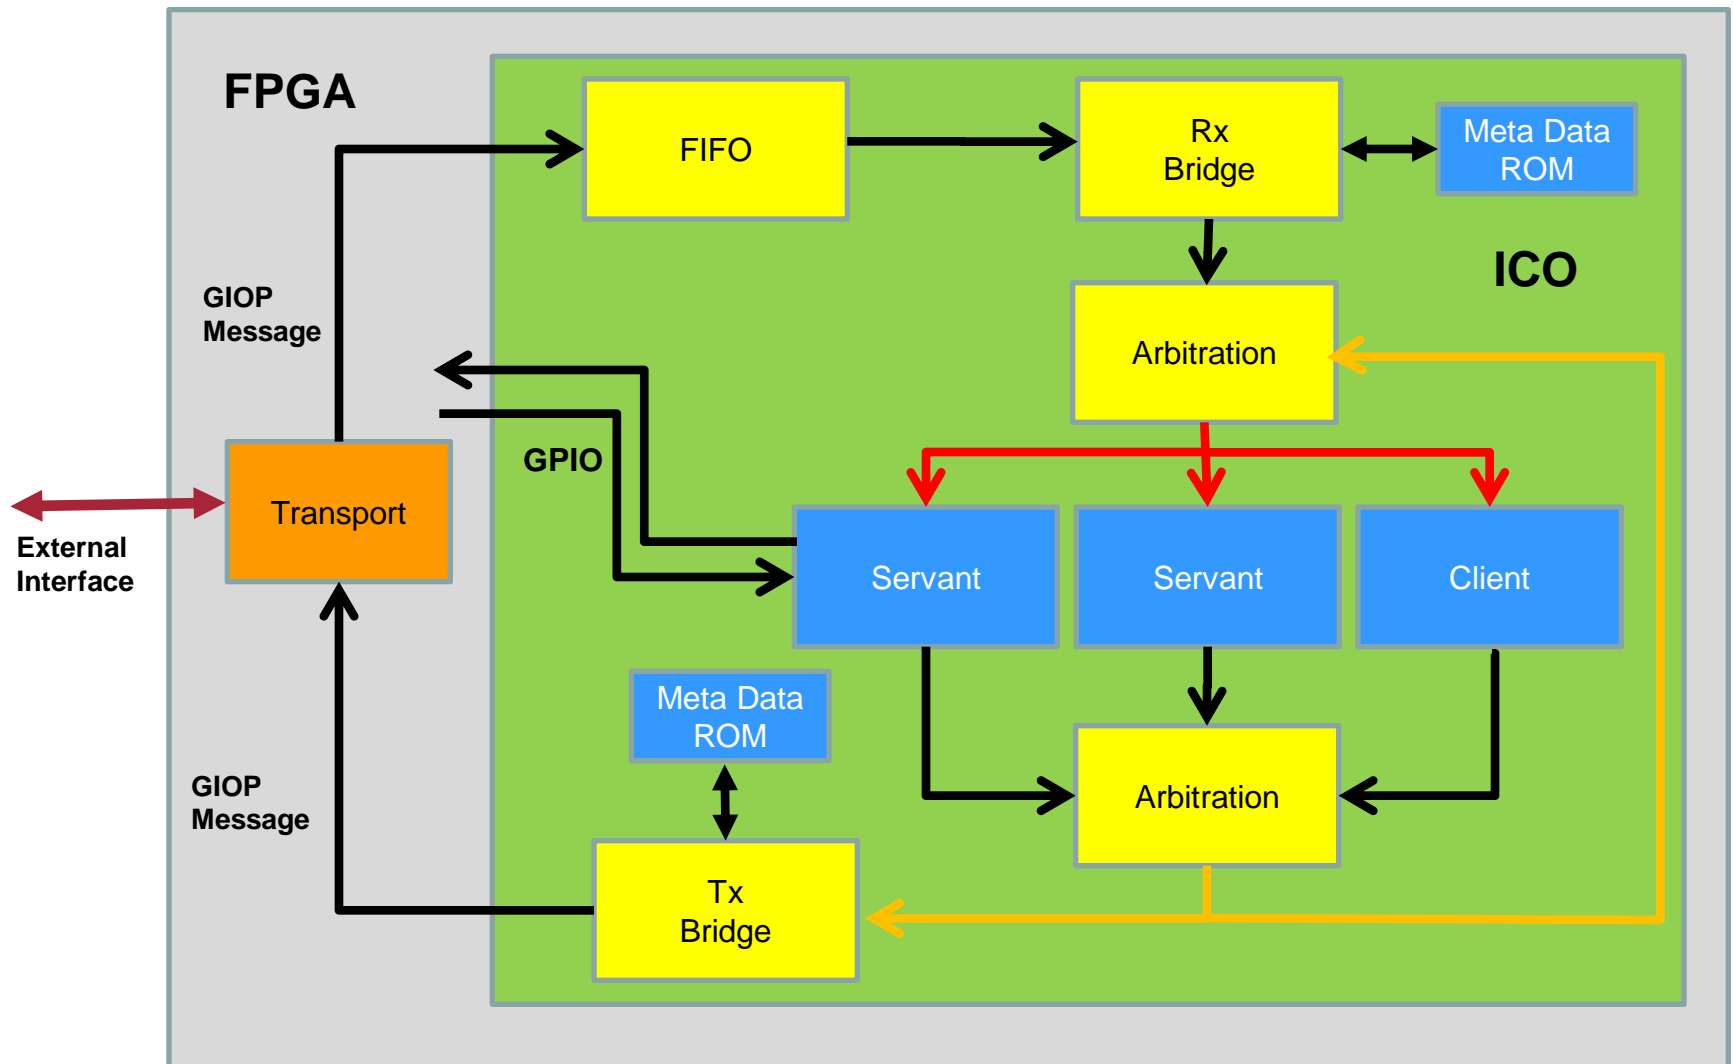 FPGA
FIFO
Rx
Bridge
Meta Data
ROM
ICO
GIOP
Message
Arbitration
GPIO
Transport
External
Interface
Servant
Servant
Client
Meta Data
ROM
GIOP
Message
Arbitration
Tx
Bridge